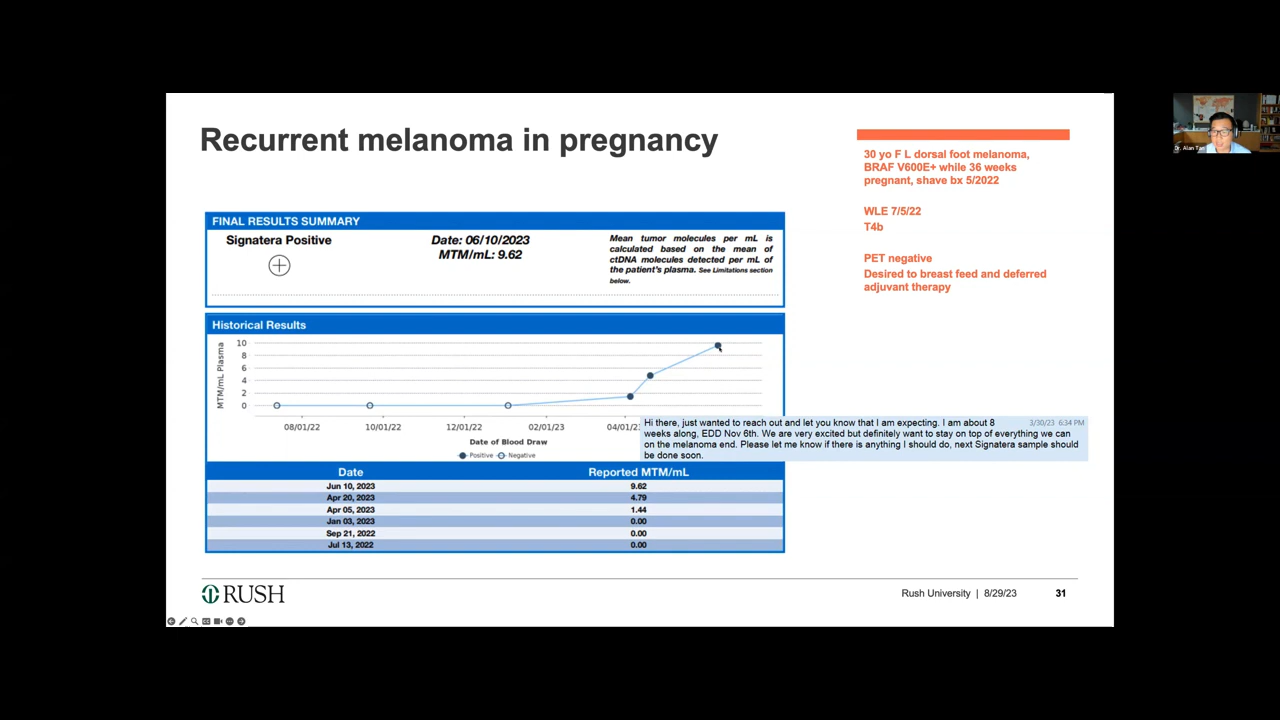 Recurrent melanoma in pregnancy
30 yo F L dorsal foot melanoma,
BRAF V600E+ while 36 weeks
pregnant, shave bx 5/2022
WLE 7/5/22
T4b
PET negative
Desired to breast feed and deferred
adjuvant therapy
FINAL RESULTS SUMMARY
Signatera Positive
Date: 06/10/2023
MTM/mL: 9.62
Mean tumor molecules per mL is
calculated based on the mean of
ctDNA molecules detected per mL of
the patient's plasma. See Limitations section
below.
Historical Results
MTM/mL Plasma
10
8
6
4
2
0
08/01/22 10/01/22 12/01/22 02/01/23 04/01/
Date of Blood Draw
Positive Negative
Hi there, just wanted to reach out and let you know that I am expecting. I am about 8 3/30/23 6:34 PM
weeks along, EDD Nov 6th. We are very excited but definitely want to stay on top of everything we can
on the melanoma end. Please let me know if there is anything I should do, next Signatera sample should
be done soon.
Date Reported MTM/mL
Jun 10, 2023 9.62
Apr 20, 2023 4.79
Apr 05, 2023 1.44
Jan 03, 2023 0.00
Sep 21, 2022 0.00
Jul 13, 2022 0.00
RUSH
Rush University | 8/29/23 31
Dr. Alan Tan